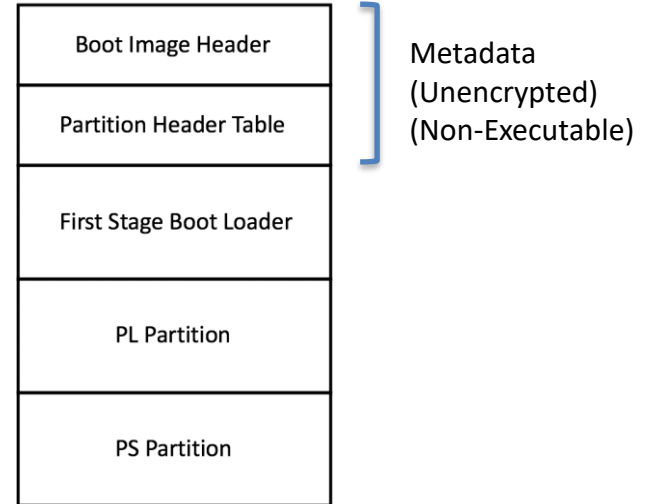 Boot Image Header
Partition Header Table
Metadata
(Unencrypted)
(Non-Executable)
First Stage Boot Loader
PL Partition
PS Partition